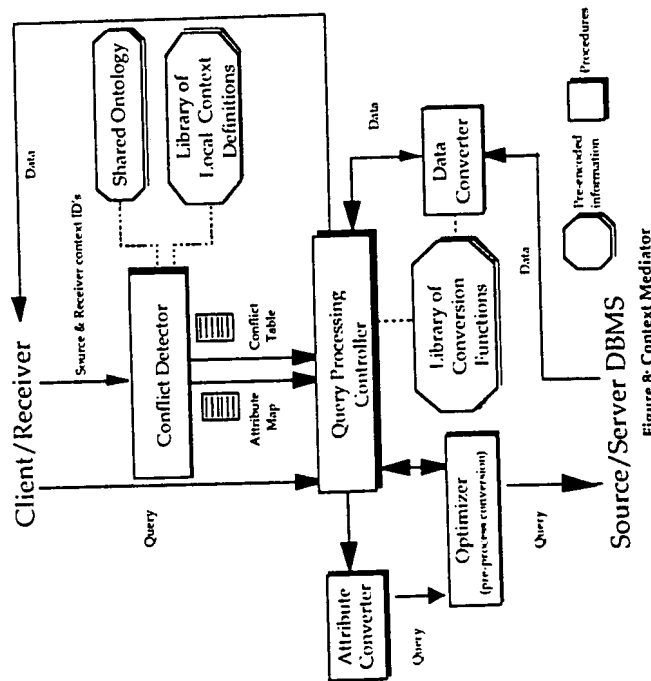 Client/Receiver
Data
Source & Receiver context ID's
Query
Shared Ontology
Library of
Local Context
Definitions
Conflict Detector
Attribute
Map
Conflict
Table
Query Processing
Controller
Data
Attribute
Converter
Query
Optimizer
(pre-process conversion)
Library of
Conversion
Functions
Data
Converter
Query
Data
Source/Server DBMS
Pre-encoded
information
Procedures
Figure 8: Context Mediator